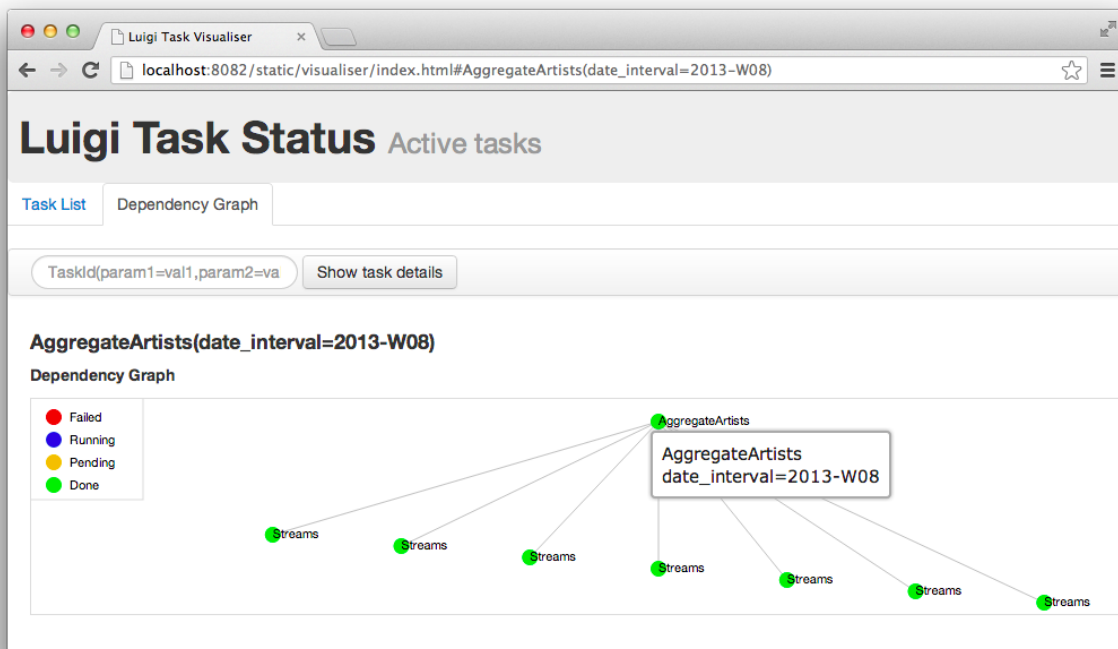 Luigi Task Visualiser
localhost:8082/static/visualiser/index.html#AggregateArtists(date_interval=2013-W08)
Luigi Task Status Active tasks
Task List Dependency Graph
TaskId(param1=val1,param2=va Show task details
AggregateArtists(date_interval=2013-W08)
Dependency Graph
Failed
Running
Pending
Done
AggregateArtists
AggregateArtists
date_interval=2013-W08
Streams
Streams
Streams
Streams
Streams
Streams
Streams